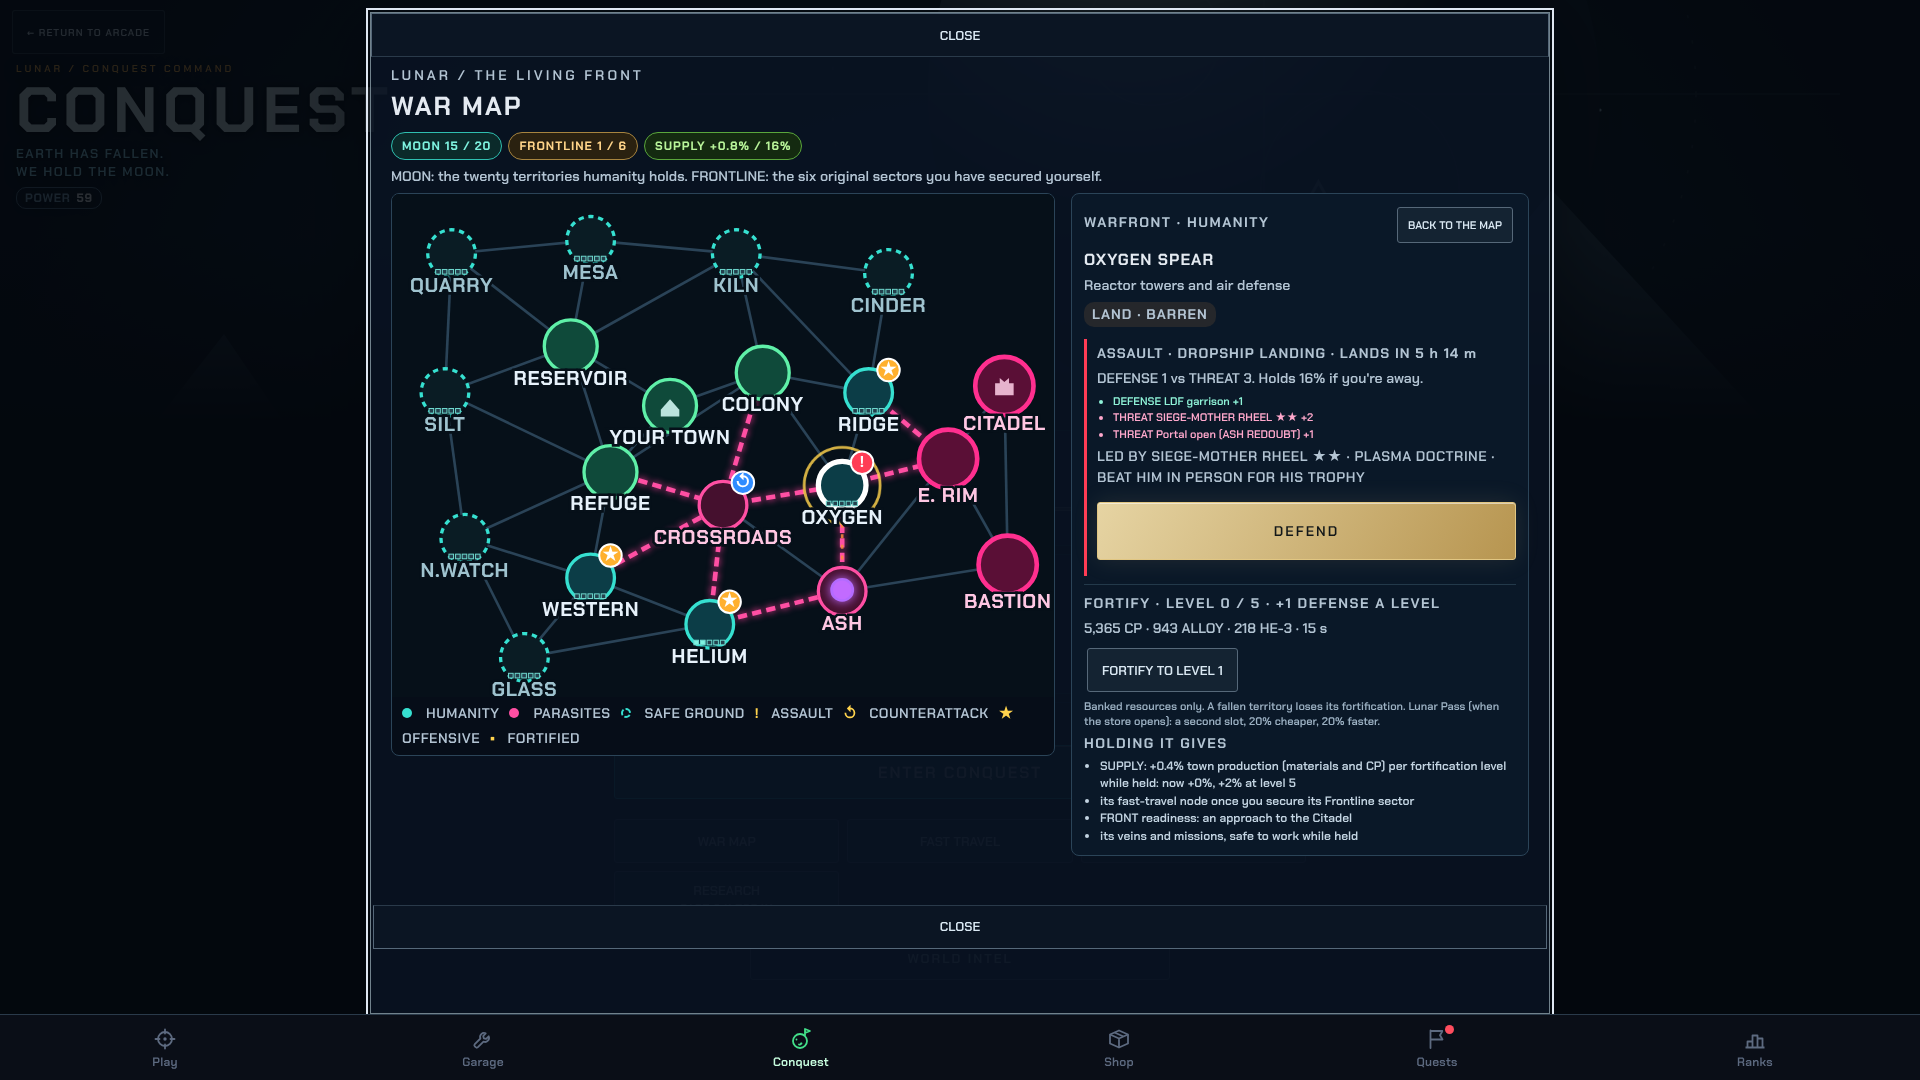 CLOSE
← RETURN TO ARCADE
LUNAR / CONQUEST COMMAND
CONQUEST
EARTH HAS FALLEN.
WE HOLD THE MOON.
POWER 59
LUNAR / THE LIVING FRONT
WAR MAP
MOON 15 / 20
FRONTLINE 1 / 6
SUPPLY +0.8% / 16%
MOON: the twenty territories humanity holds. FRONTLINE: the six original sectors you have secured yourself.
QUARRY
MESA
KILN
CINDER
RESERVOIR
COLONY
YOUR TOWN
RIDGE
CITADEL
SILT
REFUGE
CROSSROADS
OXYGEN
E. RIM
N.WATCH
WESTERN
HELIUM
ASH
BASTION
GLASS
HUMANITY PARASITES SAFE GROUND ! ASSAULT COUNTERATTACK ★
OFFENSIVE FORTIFIED
WARFRONT · HUMANITY
BACK TO THE MAP
OXYGEN SPEAR
Reactor towers and air defense
LAND · BARREN
ASSAULT · DROPSHIP LANDING · LANDS IN 5 h 14 m
DEFENSE 1 vs THREAT 3. Holds 16% if you're away.
• DEFENSE LDF garrison +1
• THREAT SIEGE-MOTHER RHEEL ★★ +2
• THREAT Portal open (ASH REDOUBT) +1
LED BY SIEGE-MOTHER RHEEL ★★ · PLASMA DOCTRINE ·
BEAT HIM IN PERSON FOR HIS TROPHY
DEFEND
FORTIFY · LEVEL 0 / 5 · +1 DEFENSE A LEVEL
5,365 CP · 943 ALLOY · 218 HE-3 · 15 s
FORTIFY TO LEVEL 1
Banked resources only. A fallen territory loses its fortification. Lunar Pass (when
the store opens): a second slot, 20% cheaper, 20% faster.
HOLDING IT GIVES
• SUPPLY: +0.4% town production (materials and CP) per fortification level
while held: now +0%, +2% at level 5
• its fast-travel node once you secure its Frontline sector
• FRONT readiness: an approach to the Citadel
• its veins and missions, safe to work while held
ENTER CONQUEST
WAR MAP
FAST TRAVEL
RESEARCH
CLOSE
WORLD INTEL
Play
Garage
Conquest
Shop
Quests
Ranks